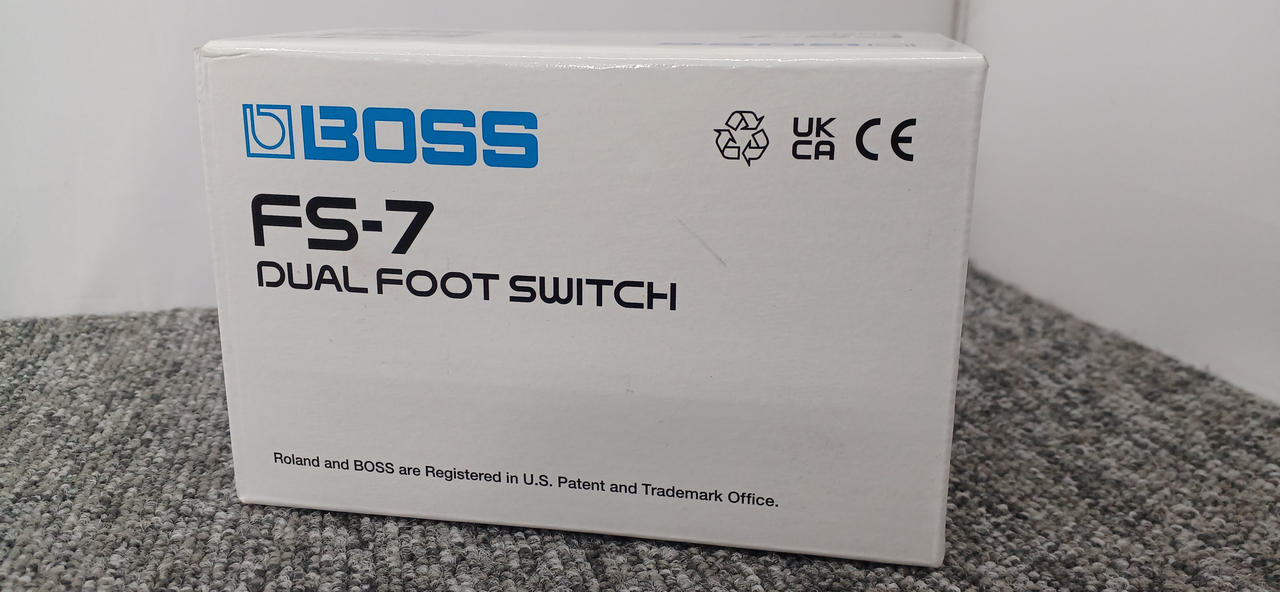 BOSS
UK
CA
CE
FS-7
DUAL FOOT SWITCH
Roland and BOSS are Registered in U.S. Patent and Trademark Office.